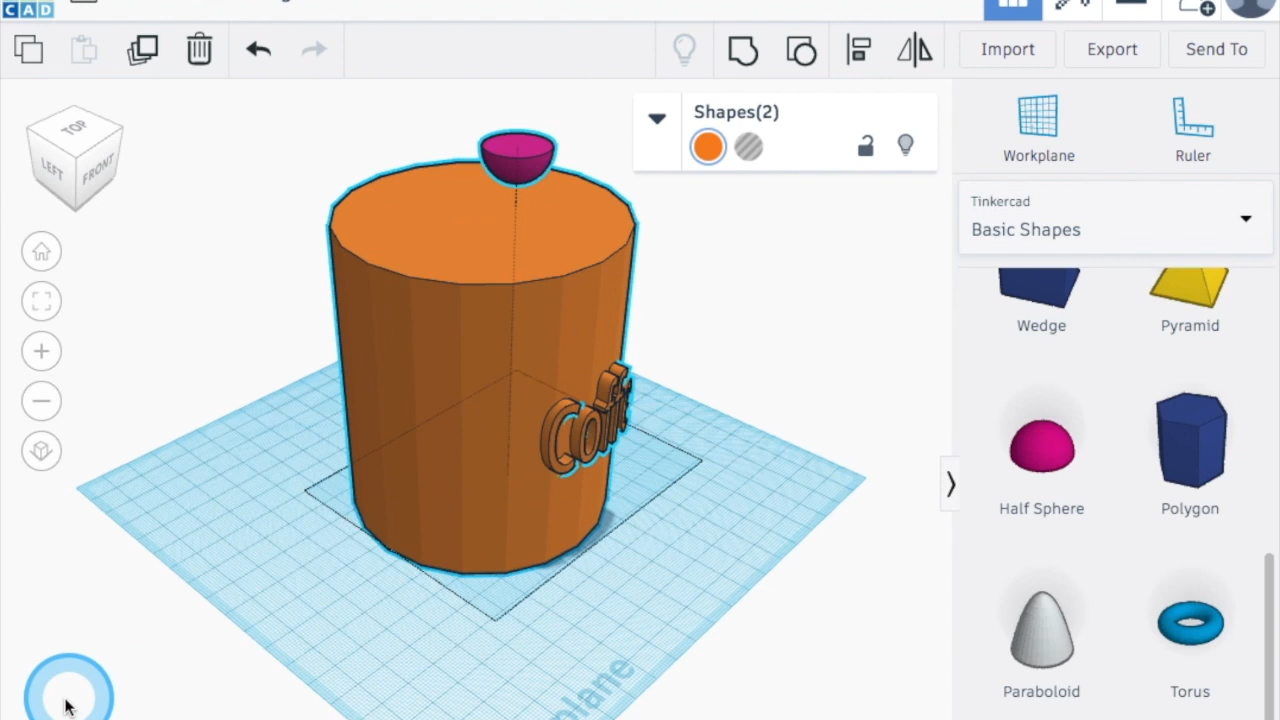 CAD
Import
Export
Send To
Shapes(2)
TOP
LEFT
FRONT
Workplane
Ruler
Tinkercad
Basic Shapes
Wedge
Pyramid
Half Sphere
Polygon
Paraboloid
Torus
plane